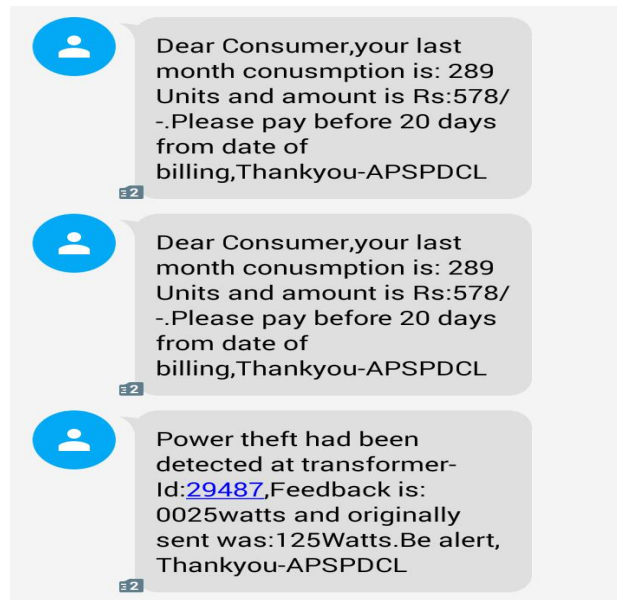 Dear Consumer,your last
month conusmption is: 289
Units and amount is Rs:578/
-.Please pay before 20 days
from date of
billing,Thankyou-APSPDCL
2
Dear Consumer,your last
month conusmption is: 289
Units and amount is Rs:578/
-.Please pay before 20 days
from date of
billing,Thankyou-APSPDCL
2
Power theft had been
detected at transformer-
Id:29487,Feedback is:
0025watts and originally
sent was:125Watts.Be alert,
Thankyou-APSPDCL
2